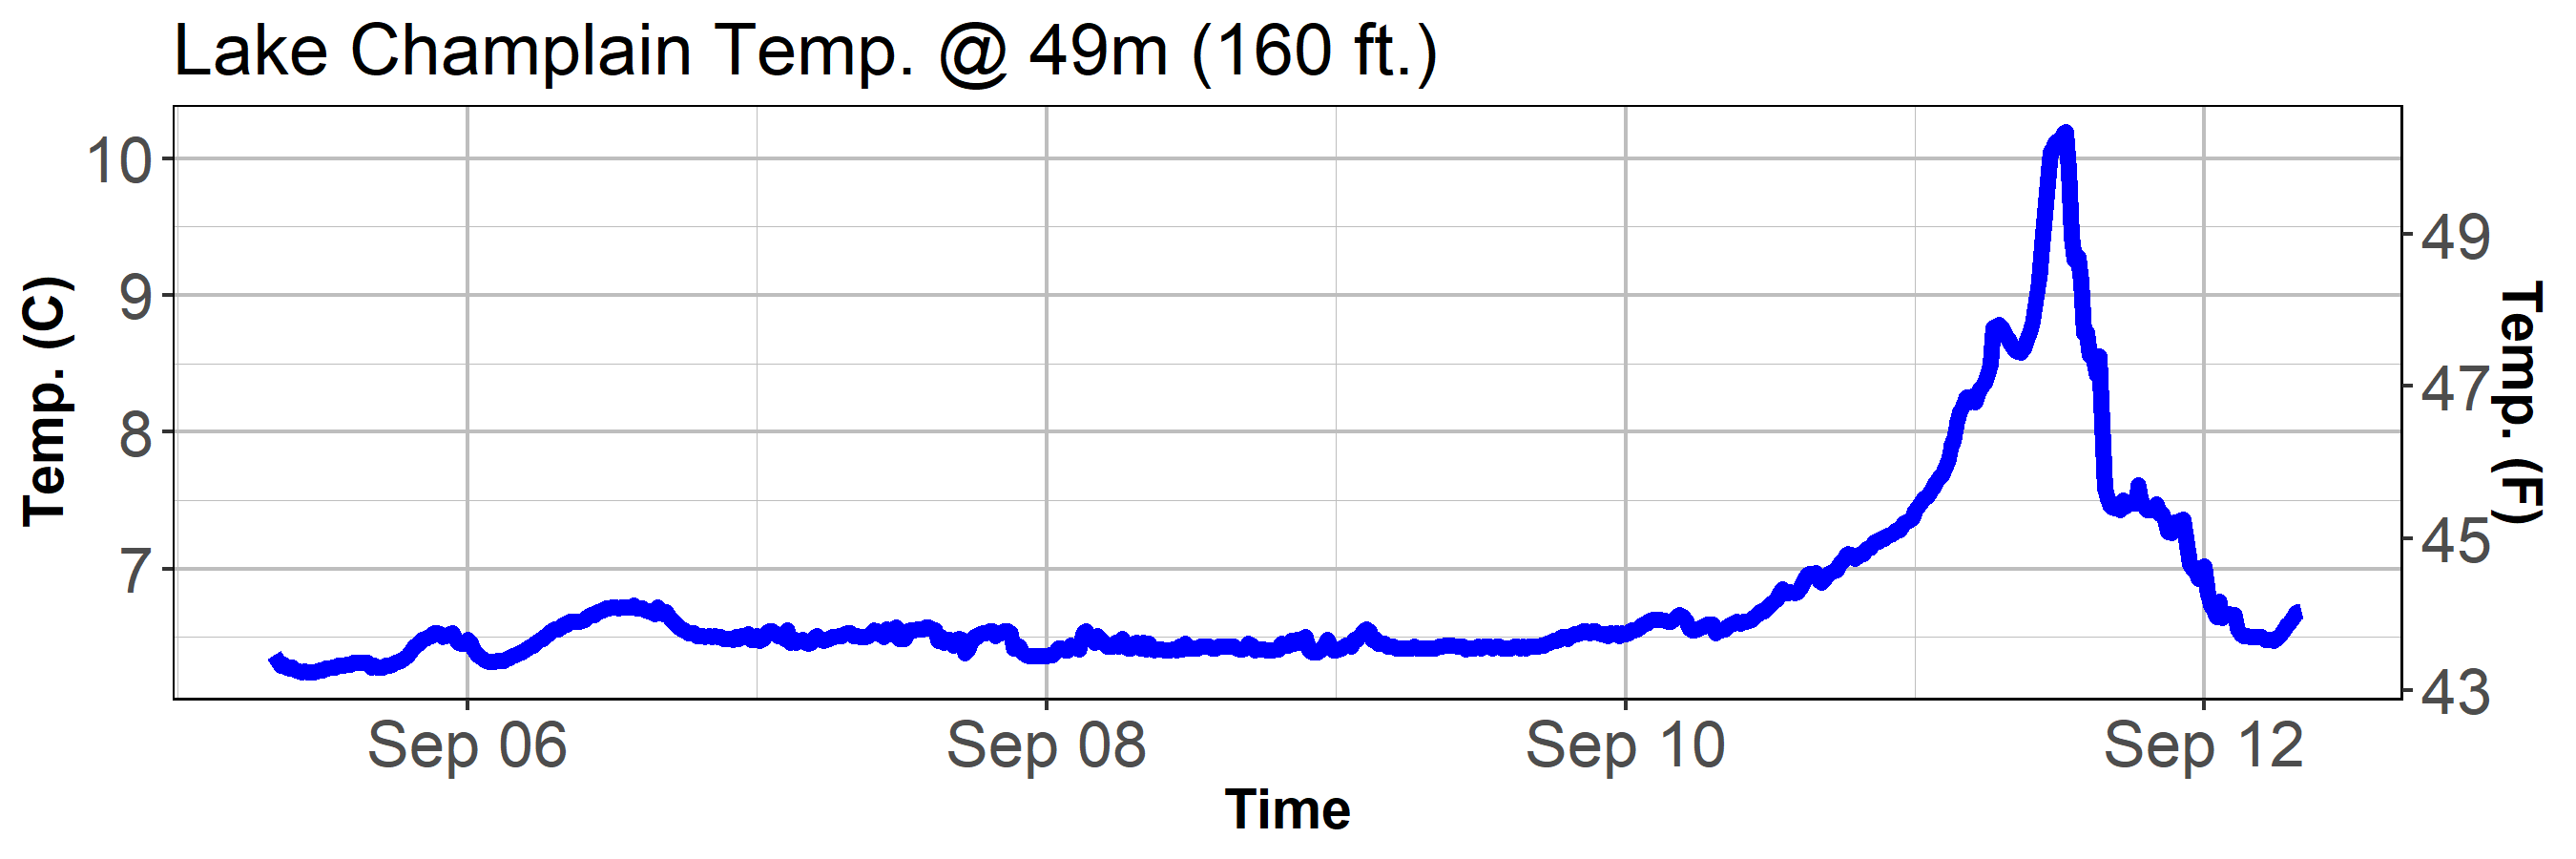 Lake Champlain Temp. @ 49m (160 ft.)
Temp. (C)
10
9
8
7
49
47
45
43
Temp. (F)
Sep 06 Sep 08 Sep 10 Sep 12
Time